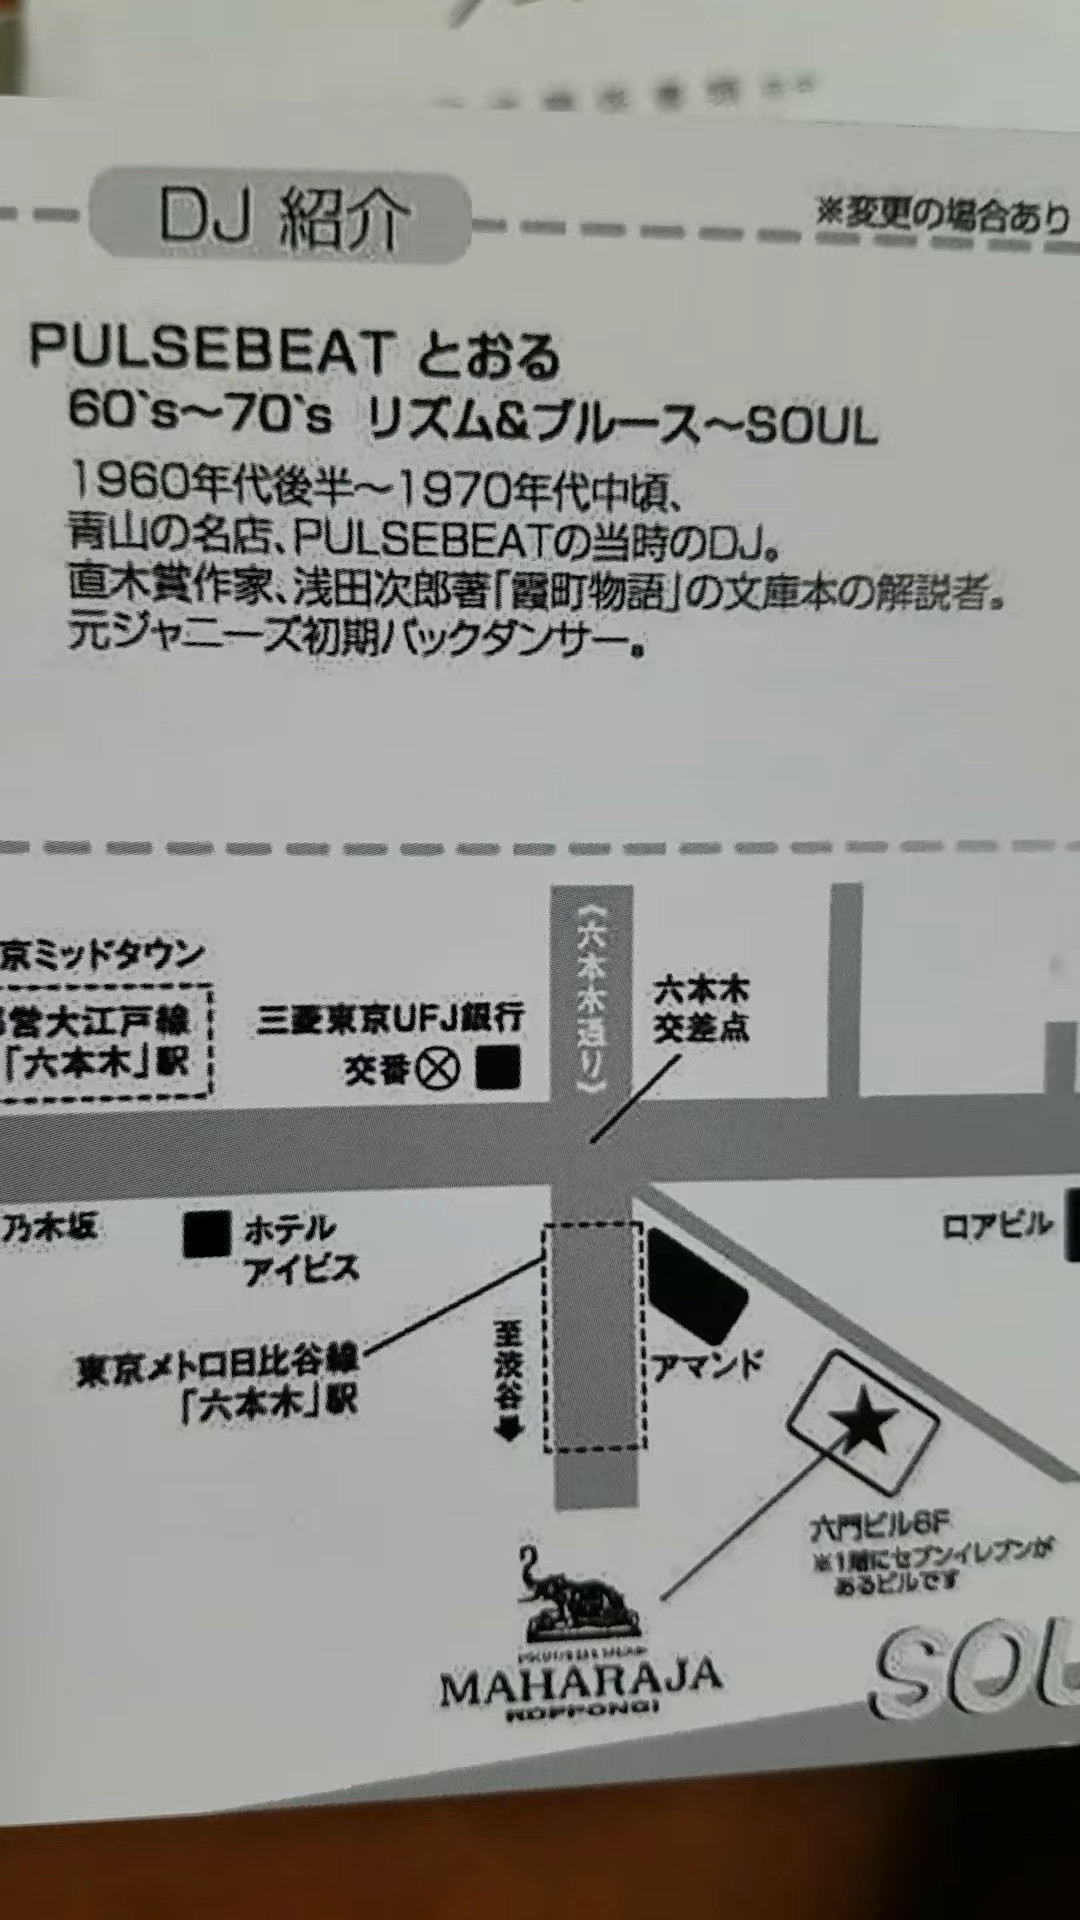 DJ 紹介
※変更の場合あり
PULSEBEAT とおる
60`s〜70`s リズム&ブルース〜SOUL
1960年代後半〜1970年代中頃、
青山の名店、PULSEBEATの当時のDJ。
直木賞作家、浅田次郎著「霞町物語」の文庫本の解説者。
元ジャニーズ初期バックダンサー。
京ミッドタウン
営大江戸線
「六本木」駅
三菱東京UFJ銀行
交番
《六本木通り》
六本木
交差点
乃木坂
ホテル
アイビス
ロアビル
東京メトロ日比谷線
「六本木」駅
至渋谷
アマンド
六門ビル6F
※1階にセブンイレブンが
あるビルです
MAHARAJA
ROPPONGI
SOU